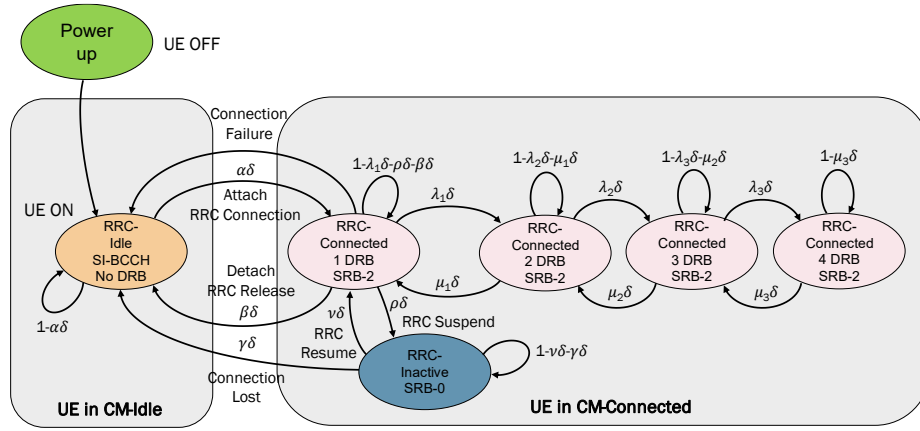 Power
up
UE OFF
Connection
Failure
1-λ₁δ-ρδ-βδ
1-λ₂δ-μ₁δ
1-λ₃δ-μ₂δ
1-μ₃δ
αδ
λ₁δ
λ₂δ
λ₃δ
Attach
RRC Connection
UE ON
RRC-
Idle
SI-BCCH
No DRB
RRC-
Connected
1 DRB
SRB-2
RRC-
Connected
2 DRB
SRB-2
RRC-
Connected
3 DRB
SRB-2
RRC-
Connected
4 DRB
SRB-2
Detach
RRC Release
μ₁δ
μ₂δ
μ₃δ
βδ
1-αδ
γδ
νδ
RRC
Resume
ρδ
RRC Suspend
RRC-
Inactive
SRB-0
1-νδ-γδ
Connection
Lost
UE in CM-Idle
UE in CM-Connected